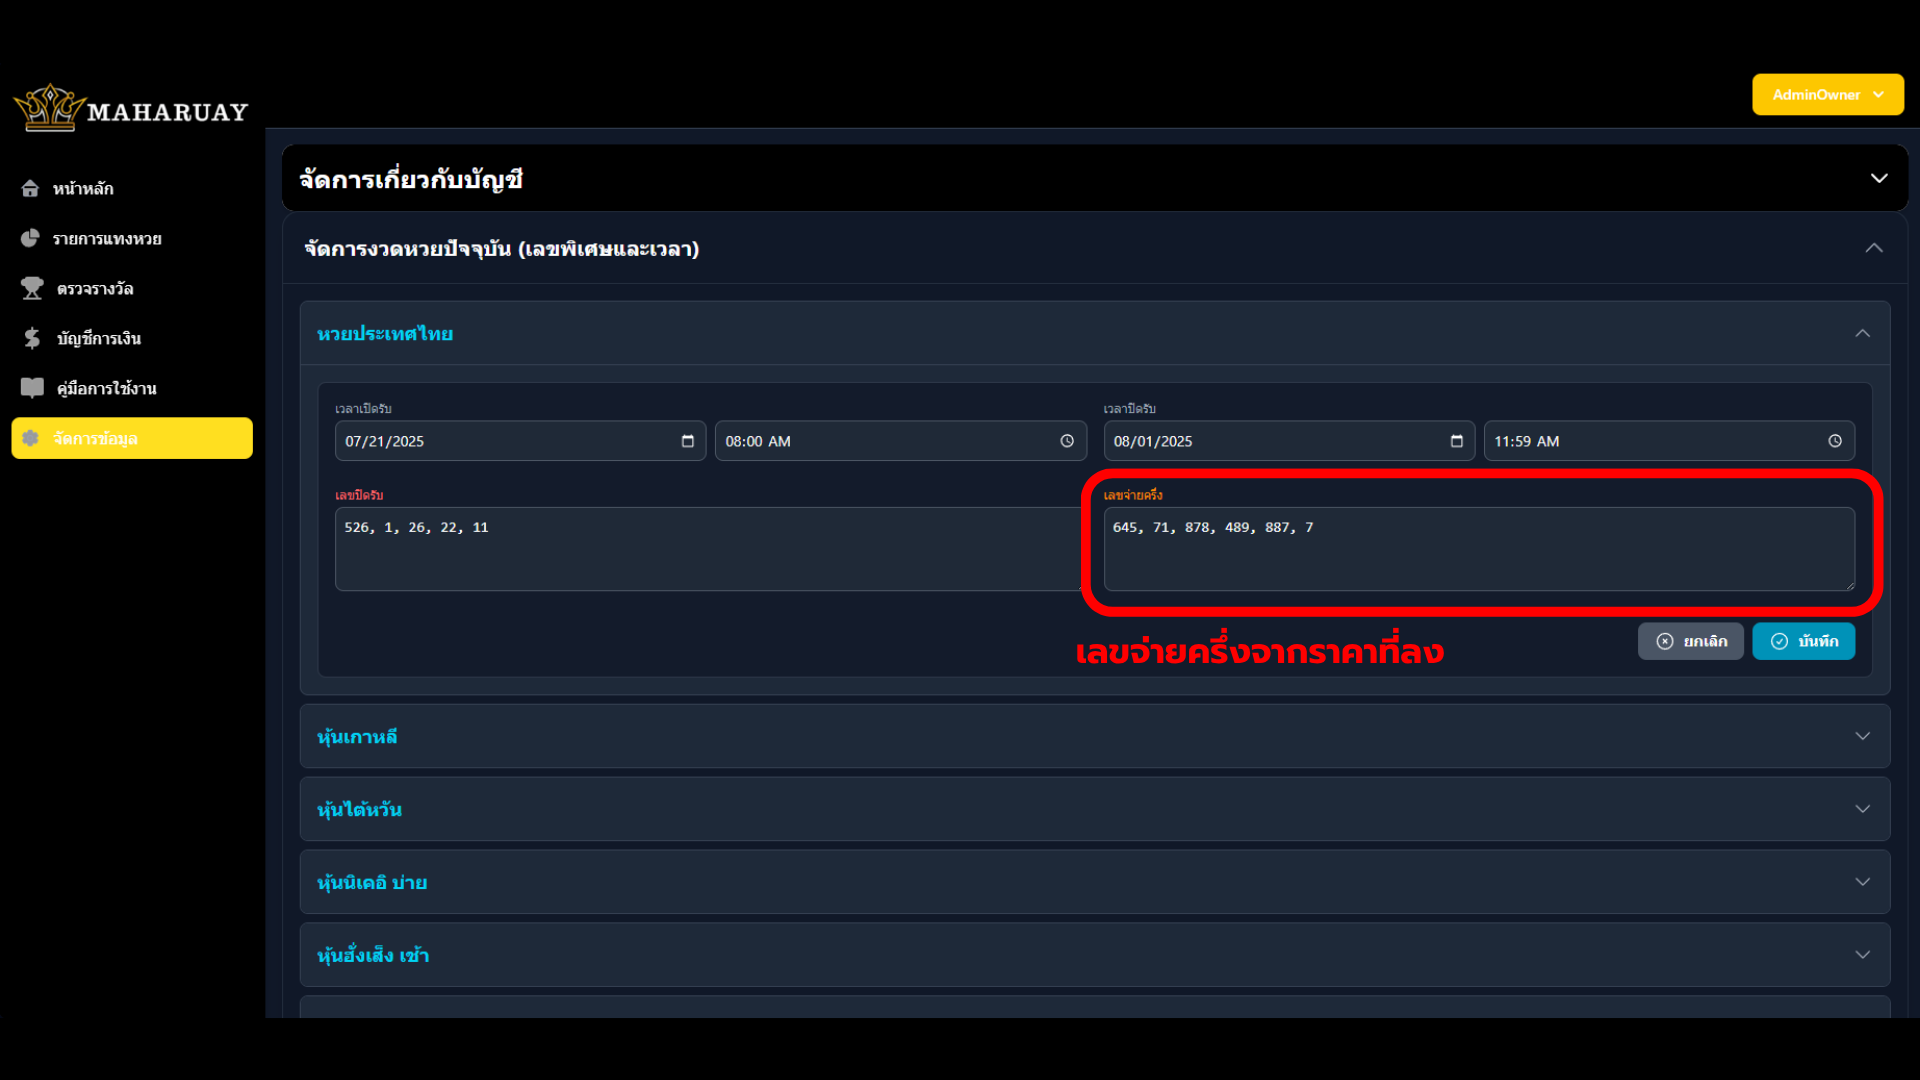 MAHARUAY
AdminOwner
หน้าหลัก
รายการแทงหวย
ตรวจรางวัล
บัญชีการเงิน
คู่มือการใช้งาน
จัดการข้อมูล
จัดการเกี่ยวกับบัญชี
จัดการงวดหวยปัจจุบัน (เลขพิเศษและเวลา)
หวยประเทศไทย
เวลาเปิดรับ
07/21/2025
08:00 AM
เวลาปิดรับ
08/01/2025
11:59 AM
เลขปิดรับ
526, 1, 26, 22, 11
เลขจ่ายครึ่ง
645, 71, 878, 489, 887, 7
เลขจ่ายครึ่งจากราคาที่ลง
ยกเลิก
บันทึก
หุ้นเกาหลี
หุ้นไต้หวัน
หุ้นนิเคอิ บ่าย
หุ้นฮั่งเส็ง เช้า